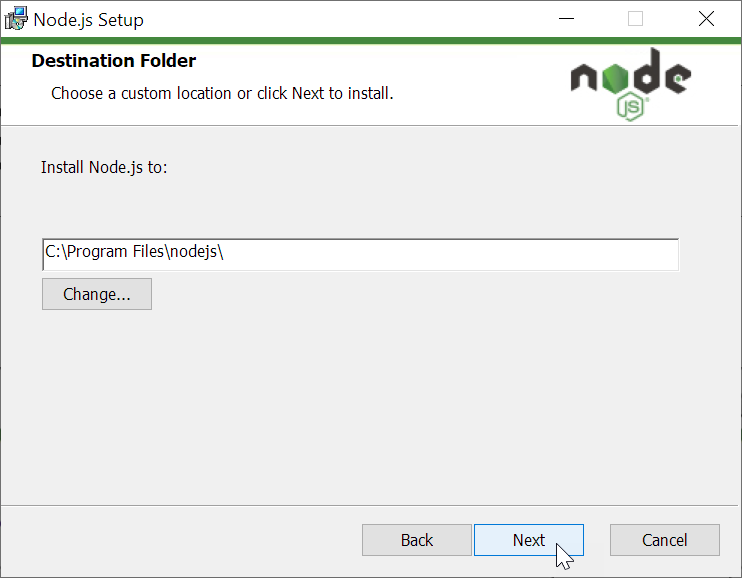 Node.js Setup
Destination Folder
Choose a custom location or click Next to install.
node
JS
Install Node.js to:
C:\Program Files\nodejs\
Change...
Back
Next
Cancel